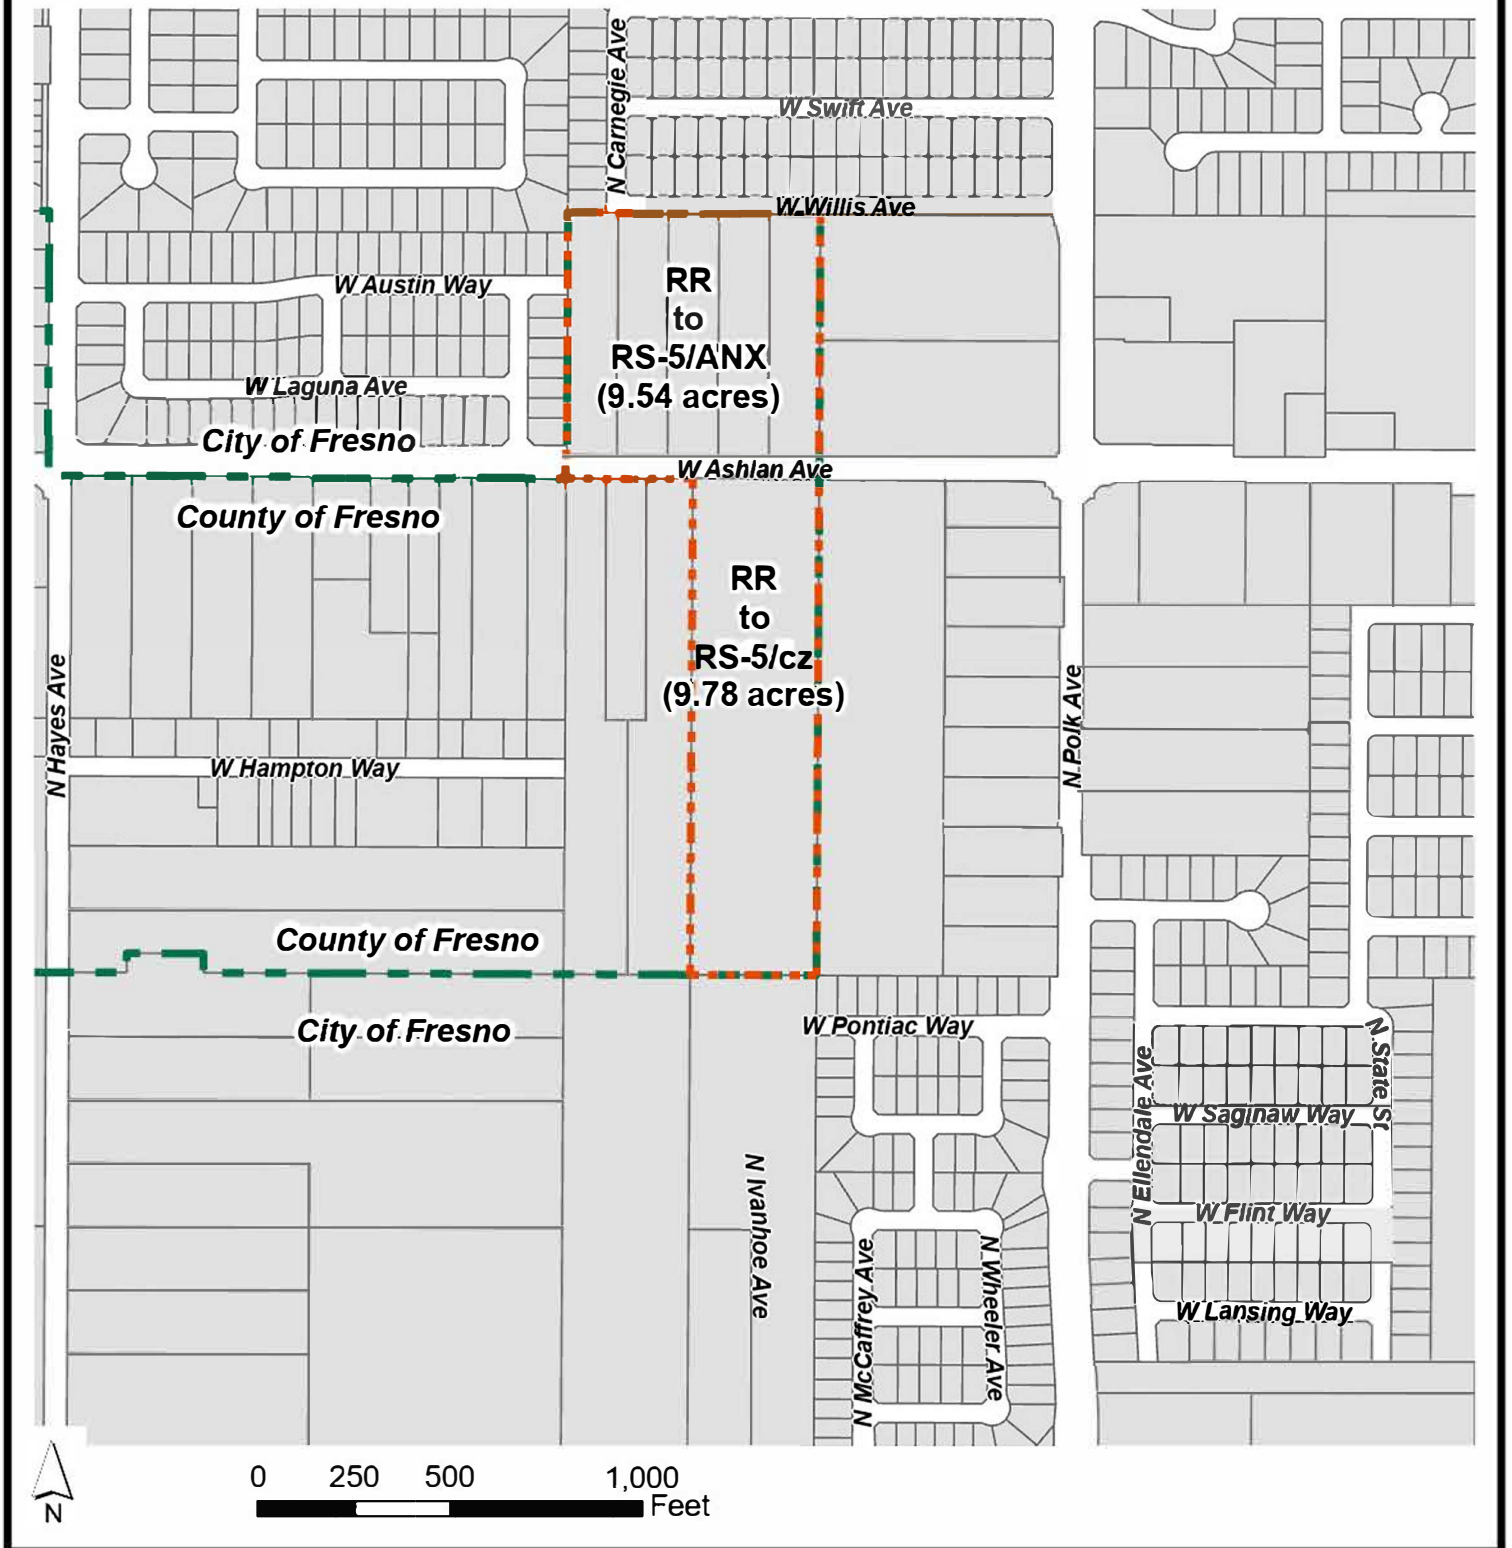 N Carnegie Ave
W Swift Ave
W Willis Ave
W Austin Way
RR
to
RS-5/ANX
(9.54 acres)
W Laguna Ave
City of Fresno
W Ashlan Ave
County of Fresno
RR
to
RS-5/cz
(9.78 acres)
N Hayes Ave
N Polk Ave
W Hampton Way
County of Fresno
City of Fresno
W Pontiac Way
N State St
N Ellendale Ave
W Saginaw Way
N Ivanhoe Ave
W Flint Way
N McCaffrey Ave
N Wheeler Ave
W Lansing Way
0 250 500 1,000
Feet
N